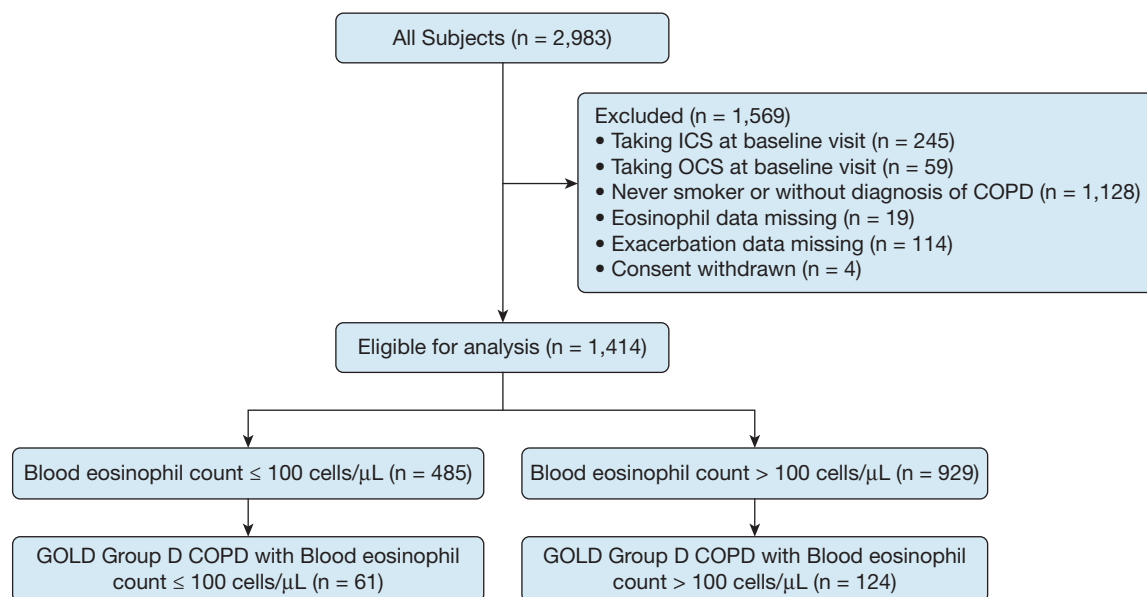 All Subjects (n = 2,983)
Excluded (n = 1,569)
• Taking ICS at baseline visit (n = 245)
• Taking OCS at baseline visit (n = 59)
• Never smoker or without diagnosis of COPD (n = 1,128)
• Eosinophil data missing (n = 19)
• Exacerbation data missing (n = 114)
• Consent withdrawn (n = 4)
Eligible for analysis (n = 1,414)
Blood eosinophil count ≤ 100 cells/μL (n = 485)
Blood eosinophil count > 100 cells/μL (n = 929)
GOLD Group D COPD with Blood eosinophil
count ≤ 100 cells/μL (n = 61)
GOLD Group D COPD with Blood eosinophil
count > 100 cells/μL (n = 124)